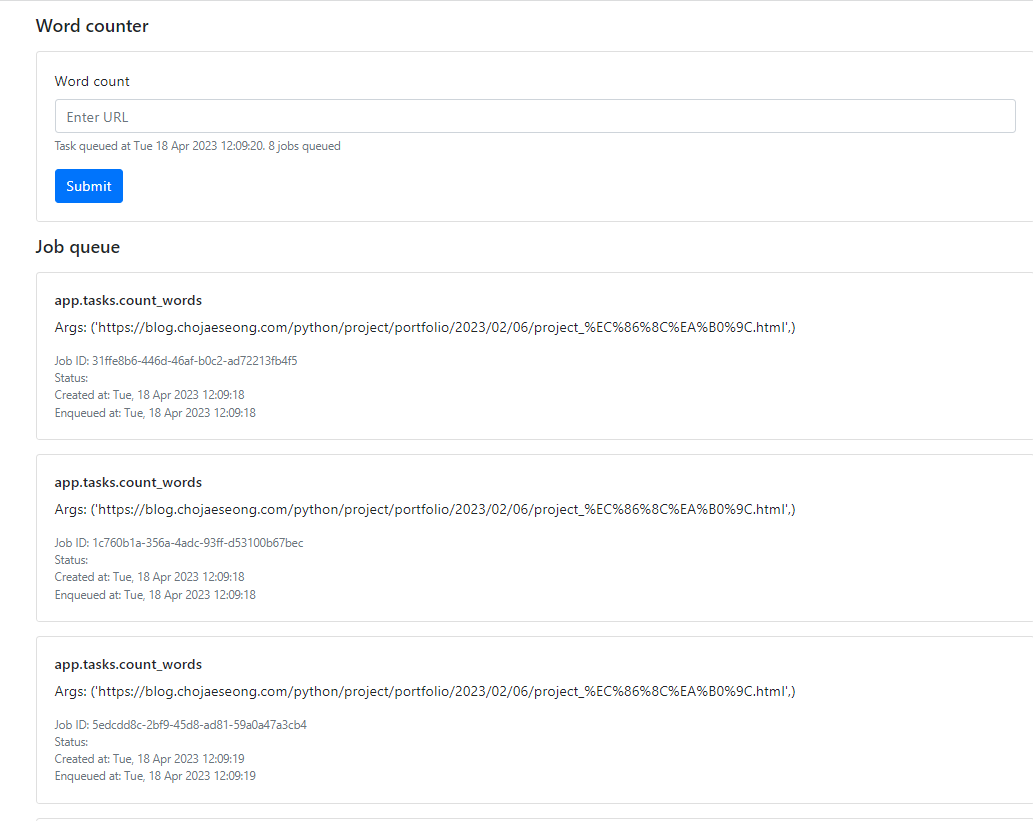 Word counter
Word count
Enter URL
Task queued at Tue 18 Apr 2023 12:09:20. 8 jobs queued
Submit
Job queue
app.tasks.count_words
Args: ('https://blog.chojaeseong.com/python/project/portfolio/2023/02/06/project_%EC%86%8C%EA%B0%9C.html',)
Job ID: 31ffe8b6-446d-46af-b0c2-ad72213fb4f5
Status:
Created at: Tue, 18 Apr 2023 12:09:18
Enqueued at: Tue, 18 Apr 2023 12:09:18
app.tasks.count_words
Args: ('https://blog.chojaeseong.com/python/project/portfolio/2023/02/06/project_%EC%86%8C%EA%B0%9C.html',)
Job ID: 1c760b1a-356a-4adc-93ff-d53100b67bec
Status:
Created at: Tue, 18 Apr 2023 12:09:18
Enqueued at: Tue, 18 Apr 2023 12:09:18
app.tasks.count_words
Args: ('https://blog.chojaeseong.com/python/project/portfolio/2023/02/06/project_%EC%86%8C%EA%B0%9C.html',)
Job ID: 5edcdd8c-2bf9-45d8-ad81-59a0a47a3cb4
Status:
Created at: Tue, 18 Apr 2023 12:09:19
Enqueued at: Tue, 18 Apr 2023 12:09:19